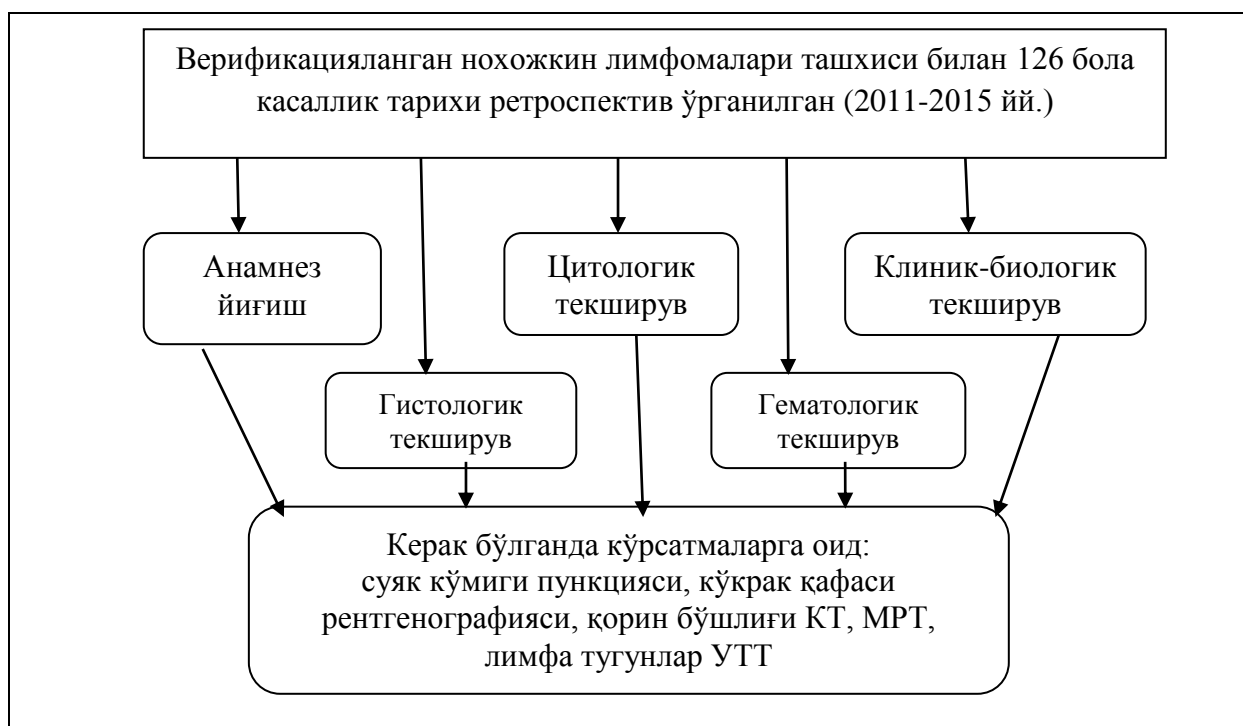 Верификацияланган нохожкин лимфомалари ташхиси билан 126 бола
касаллик тарихи ретроспектив ўрганилган (2011-2015 йй.)
Анамнез
йиғиш
Цитологик
текширув
Клиник-биологик
текширув
Гистологик
текширув
Гематологик
текширув
Керак бўлганда кўрсатмаларга оид:
суяк кўмиги пункцияси, кўкрак қафаси
рентгенографияси, қорин бўшлиғи КТ, МРТ,
лимфа тугунлар УТТ